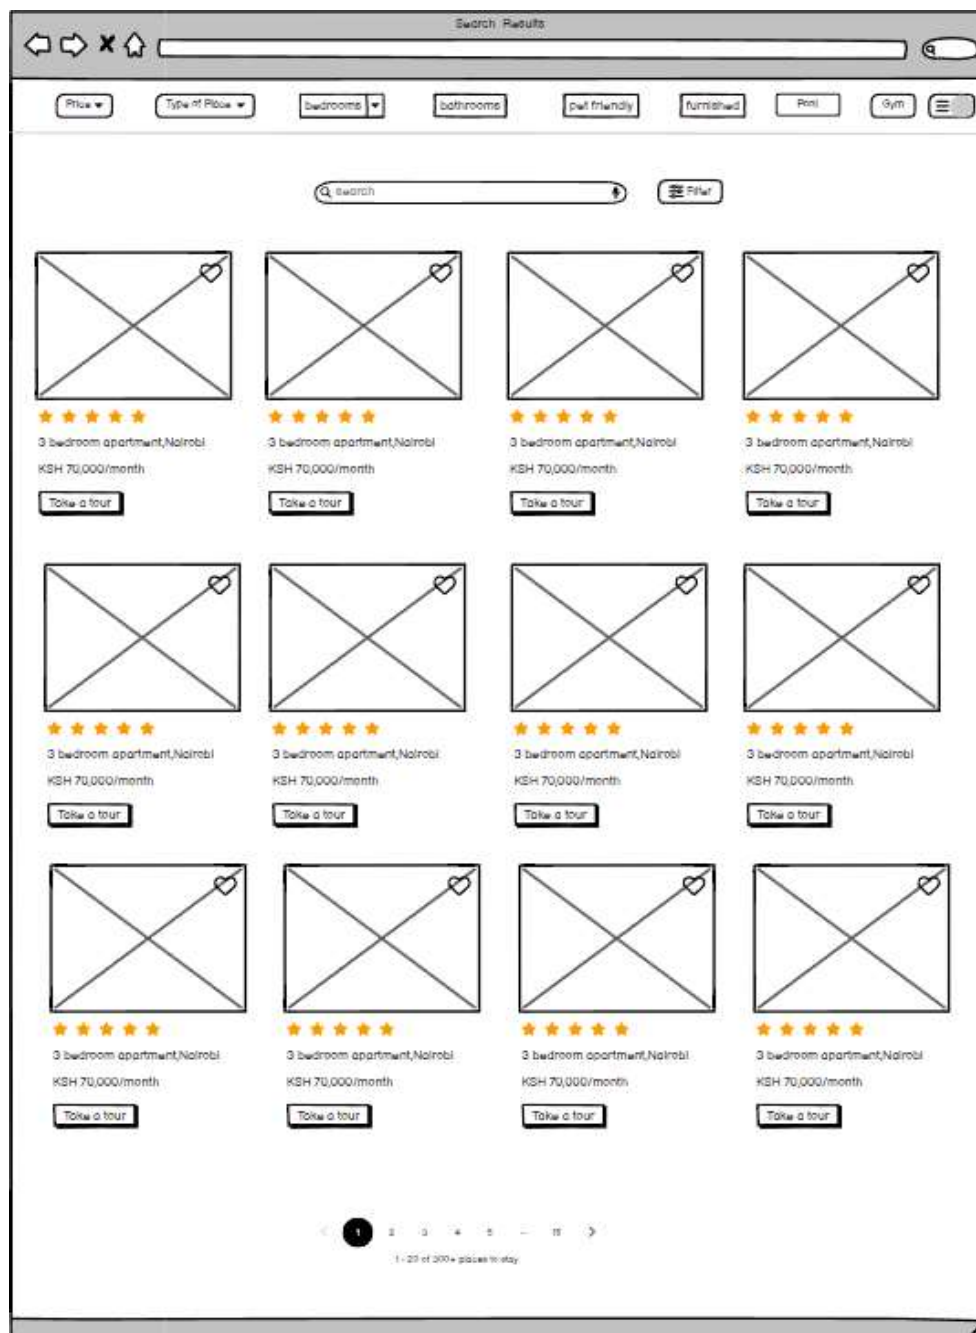 Search Results
Price Type of Place bedrooms bathrooms pet friendly furnished Pool Gym
search Filter
3 bedroom apartment,Nairobi 3 bedroom apartment,Nairobi 3 bedroom apartment,Nairobi 3 bedroom apartment,Nairobi
KSH 70,000/month KSH 70,000/month KSH 70,000/month KSH 70,000/month
Take a tour Take a tour Take a tour Take a tour
3 bedroom apartment,Nairobi 3 bedroom apartment,Nairobi 3 bedroom apartment,Nairobi 3 bedroom apartment,Nairobi
KSH 70,000/month KSH 70,000/month KSH 70,000/month KSH 70,000/month
Take a tour Take a tour Take a tour Take a tour
3 bedroom apartment,Nairobi 3 bedroom apartment,Nairobi 3 bedroom apartment,Nairobi 3 bedroom apartment,Nairobi
KSH 70,000/month KSH 70,000/month KSH 70,000/month KSH 70,000/month
Take a tour Take a tour Take a tour Take a tour
1 2 3 4 5 ...
1 - 20 of 300+ places to stay